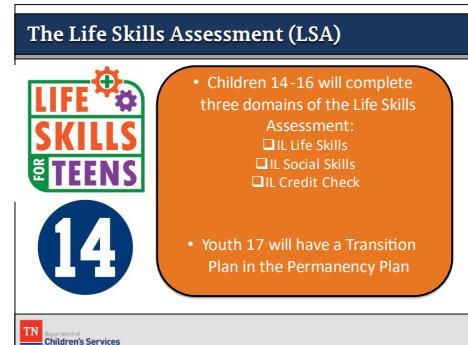 The Life Skills Assessment (LSA)
LIFE
SKILLS
FOR TEENS
14
• Children 14-16 will complete
three domains of the Life Skills
Assessment:
❑IL Life Skills
❑IL Social Skills
❑IL Credit Check
• Youth 17 will have a Transition
Plan in the Permanency Plan
TN
Department of
Children's Services